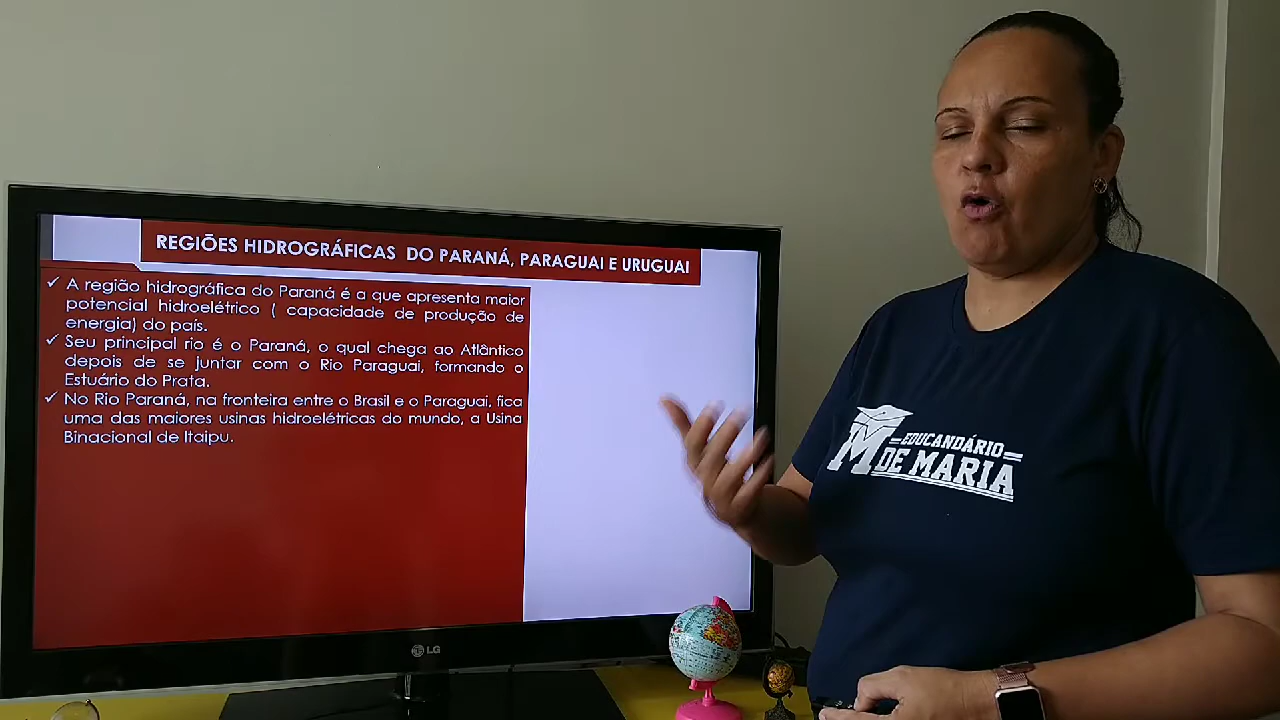 REGIÕES HIDROGRÁFICAS DO PARANÁ, PARAGUAI E URUGUAI
✓ A região hidrográfica do Paraná é a que apresenta maior
potencial hidroelétrico ( capacidade de produção de
energia) do país.
✓ Seu principal rio é o Paraná, o qual chega ao Atlântico
depois de se juntar com o Rio Paraguai, formando o
Estuário do Prata.
✓ No Rio Paraná, na fronteira entre o Brasil e o Paraguai, fica
uma das maiores usinas hidroelétricas do mundo, a Usina
Binacional de Itaipu.
LG
M EDUCANDÁRIO
DE MARIA